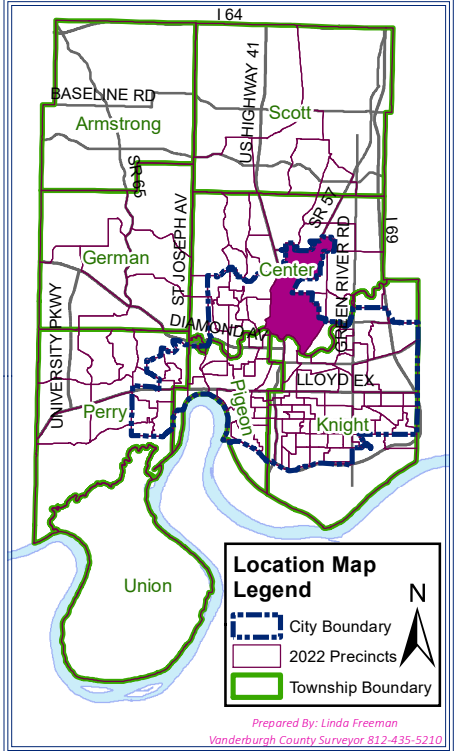 I 64
BASELINE RD
US HIGHWAY 41
Scott
Armstrong
SR 65
SR 57
ST. JOSEPH AV
GREEN RIVER RD
I 69
German
Center
UNIVERSITY PKWY
DIAMOND AV
LLOYD EX
Perry
Pigeon
Knight
Union
Location Map
Legend
N
City Boundary
2022 Precincts
Township Boundary
Prepared By: Linda Freeman
Vanderburgh County Surveyor 812-435-5210